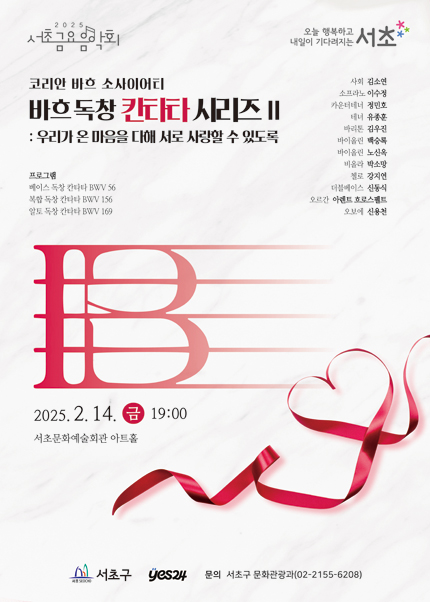 2025
서초금요음악회
오늘 행복하고
내일이 기다려지는 서초
코리안 바흐 소사이어티
바흐 독창 칸타타 시리즈 II
: 우리가 온 마음을 다해 서로 사랑할 수 있도록
프로그램
베이스 독창 칸타타 BWV 56
복합 독창 칸타타 BWV 156
알토 독창 칸타타 BWV 169
사회 김소연
소프라노 이수정
카운터테너 정민호
테너 유종훈
바리톤 김우진
바이올린 백승록
바이올린 노신옥
비올라 박소망
첼로 강지연
더블베이스 신동식
오르간 아렌트 흐로스펠트
오보에 신용천
B
2025. 2. 14. 금 19:00
서초문화예술회관 아트홀
서초구
yes24
문의 서초구 문화관광과(02-2155-6208)